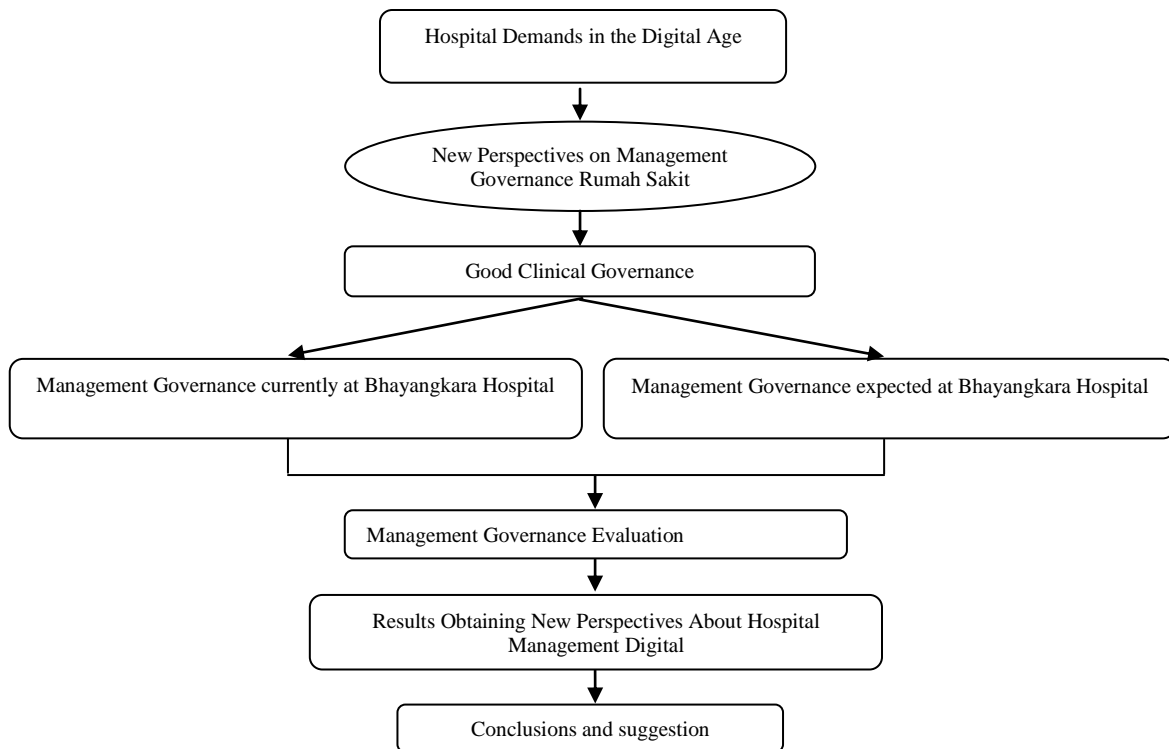 Hospital Demands in the Digital Age
New Perspectives on Management
Governance Rumah Sakit
Good Clinical Governance
Management Governance currently at Bhayangkara Hospital
Management Governance expected at Bhayangkara Hospital
Management Governance Evaluation
Results Obtaining New Perspectives About Hospital
Management Digital
Conclusions and suggestion